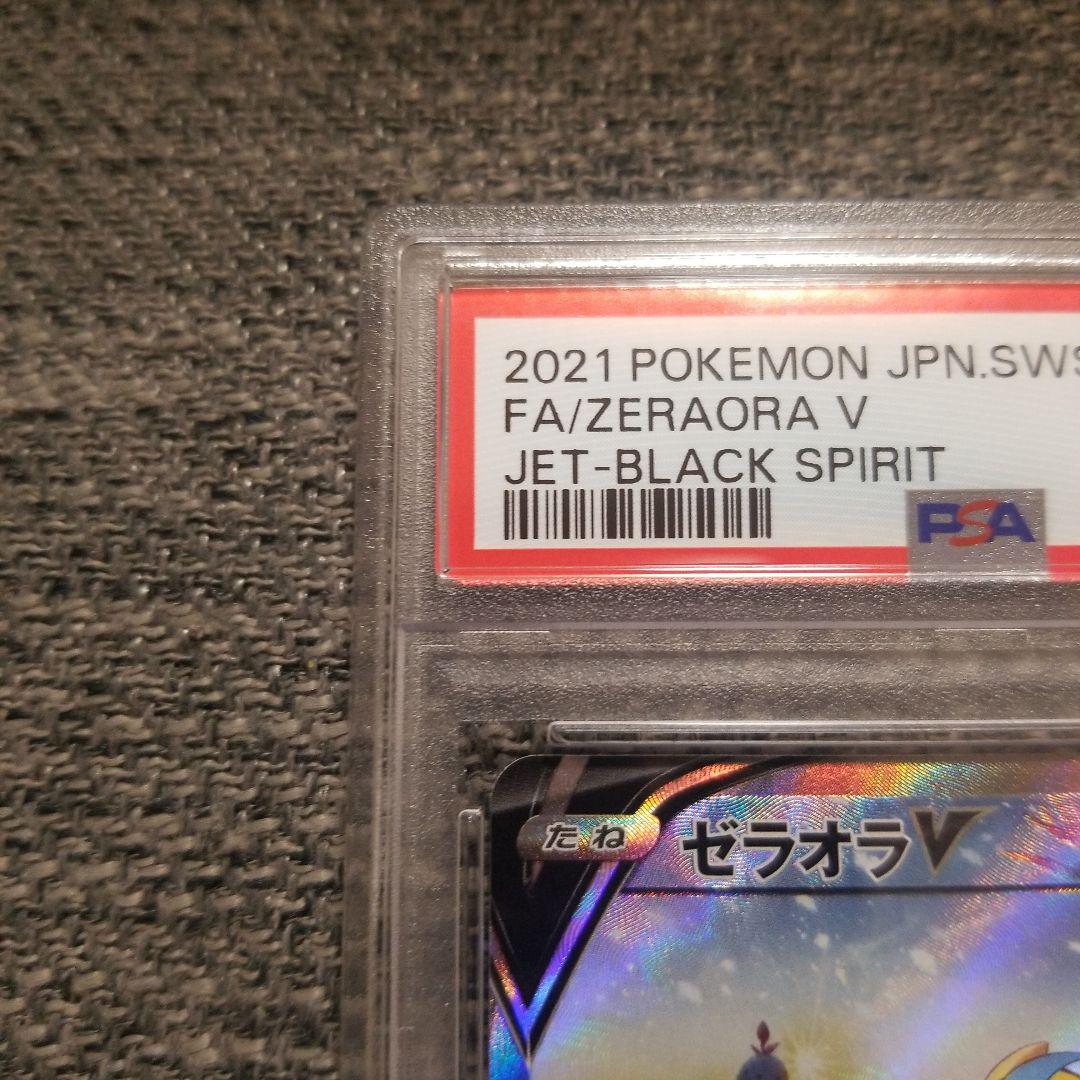 2021 POKEMON JPN.SWS
FA/ZERAORA V
JET-BLACK SPIRIT
PSA
たね ゼラオラV